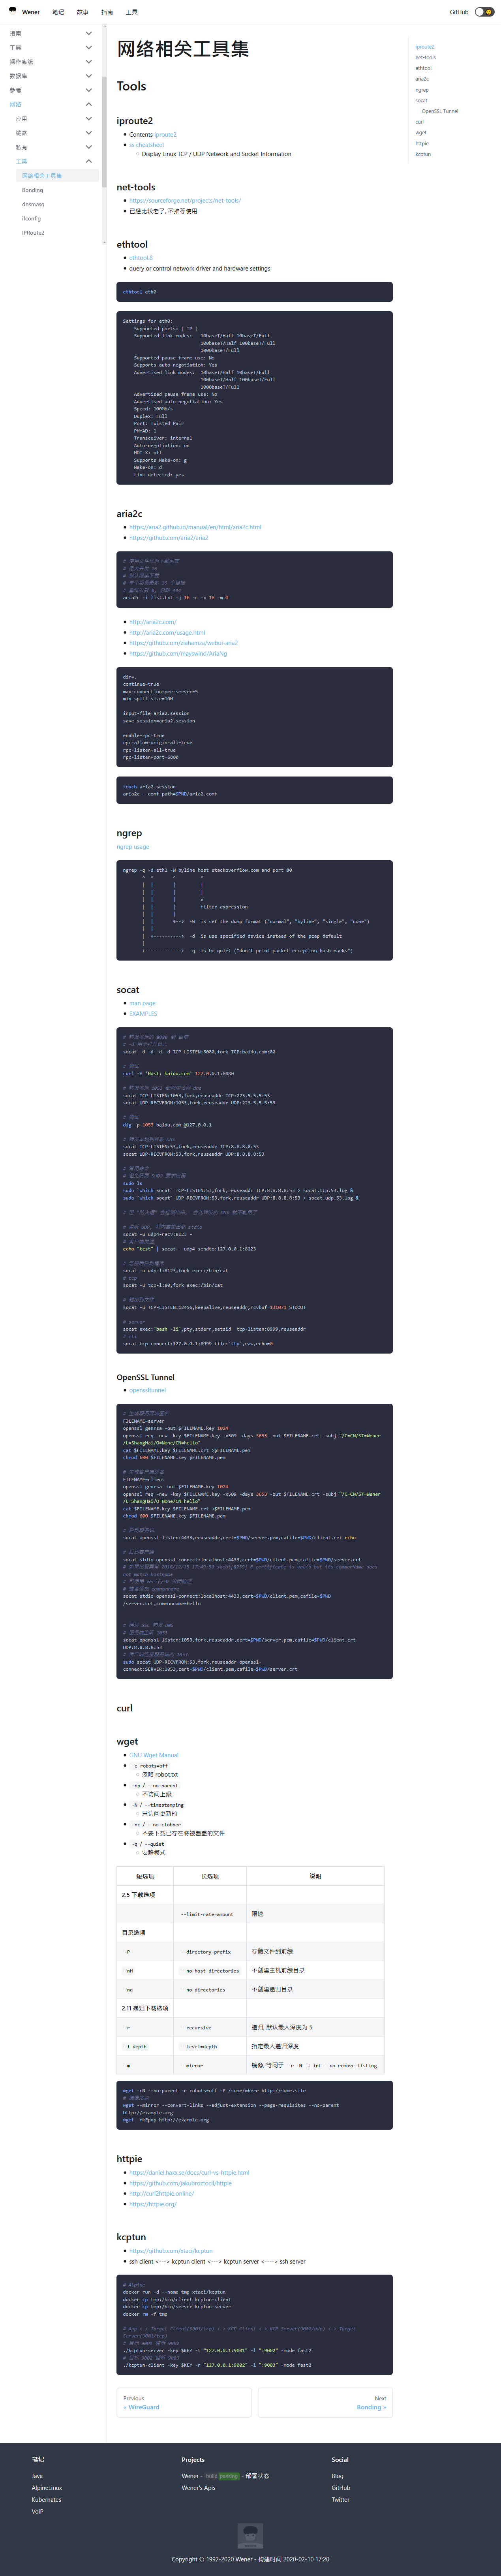 Wener 笔记 故事 指南 工具 GitHub
指南
工具
操作系统
数据库
参考
网络
应用
链路
私有
工具
网络相关工具集
Bonding
dnsmasq
ifconfig
IPRoute2
网络相关工具集
Tools
iproute2
Contents iproute2
ss cheatsheet
Display Linux TCP / UDP Network and Socket Information
net-tools
https://sourceforge.net/projects/net-tools/
已经比较老了, 不推荐使用
ethtool
ethtool.8
query or control network driver and hardware settings
ethtool eth0
Settings for eth0:
Supported ports: [ TP ]
Supported link modes: 10baseT/Half 10baseT/Full
100baseT/Half 100baseT/Full
1000baseT/Full
Supported pause frame use: No
Supports auto-negotiation: Yes
Advertised link modes: 10baseT/Half 10baseT/Full
100baseT/Half 100baseT/Full
1000baseT/Full
Advertised pause frame use: No
Advertised auto-negotiation: Yes
Speed: 100Mb/s
Duplex: Full
Port: Twisted Pair
PHYAD: 1
Transceiver: internal
Auto-negotiation: on
MDI-X: off
Supports Wake-on: g
Wake-on: d
Link detected: yes
aria2c
https://aria2.github.io/manual/en/html/aria2c.html
https://github.com/aria2/aria2
aria2c -i list.txt -j 16 -c -x 16 -m 0
http://aria2c.com/
http://aria2c.com/usage.html
https://github.com/ziahamza/webui-aria2
https://github.com/mayswind/AriaNg
dir=.
continue=true
max-connection-per-server=5
min-split-size=10M
input-file=aria2.session
save-session=aria2.session
enable-rpc=true
rpc-allow-origin-all=true
rpc-listen-all=true
rpc-listen-port=6800
touch aria2.session
aria2c --conf-path=$PWD/aria2.conf
ngrep
ngrep usage
ngrep -q -d eth1 -W byline host stackoverflow.com and port 80
filter expression
+--> -W is set the dump format ("normal", "byline", "single", "none")
+----------> -d is use specified device instead of the pcap default
+-------------> -q is be quiet ("don't print packet reception hash marks")
socat
man page
EXAMPLES
socat -d -d -d -d TCP-LISTEN:8080,fork TCP:baidu.com:80
curl -H 'Host: baidu.com' 127.0.0.1:8080
socat TCP-LISTEN:1053,fork,reuseaddr TCP:223.5.5.5:53
socat UDP-RECVFROM:1053,fork,reuseaddr UDP:223.5.5.5:53
dig -p 1053 baidu.com @127.0.0.1
socat TCP-LISTEN:53,fork,reuseaddr TCP:8.8.8.8:53
socat UDP-RECVFROM:53,fork,reuseaddr UDP:8.8.8.8:53
sudo ls
sudo `which socat` TCP-LISTEN:53,fork,reuseaddr TCP:8.8.8.8:53 > socat.tcp.53.log &
sudo `which socat` UDP-RECVFROM:53,fork,reuseaddr UDP:8.8.8.8:53 > socat.udp.53.log &
socat -u udp4-recv:8123 -
echo "test" | socat - udp4-sendto:127.0.0.1:8123
socat -u udp-l:8123,fork exec:/bin/cat
# tcp
socat -u tcp-l:80,fork exec:/bin/cat
socat -u TCP-LISTEN:12456,keepalive,reuseaddr,rcvbuf=131071 STDOUT
# server
socat exec:'bash -li',pty,stderr,setsid tcp-listen:8999,reuseaddr
# cli
socat tcp-connect:127.0.0.1:8999 file:`tty`,raw,echo=0
OpenSSL Tunnel
openssltunnel
FILENAME=server
openssl genrsa -out $FILENAME.key 1024
openssl req -new -key $FILENAME.key -x509 -days 3653 -out $FILENAME.crt -subj "/C=CN/ST=Wener
/L=ShangHai/O=None/CN=hello"
cat $FILENAME.key $FILENAME.crt >$FILENAME.pem
chmod 600 $FILENAME.key $FILENAME.pem
FILENAME=client
openssl genrsa -out $FILENAME.key 1024
openssl req -new -key $FILENAME.key -x509 -days 3653 -out $FILENAME.crt -subj "/C=CN/ST=Wener
/L=ShangHai/O=None/CN=hello"
cat $FILENAME.key $FILENAME.crt >$FILENAME.pem
chmod 600 $FILENAME.key $FILENAME.pem
socat openssl-listen:4433,reuseaddr,cert=$PWD/server.pem,cafile=$PWD/client.crt echo
socat stdio openssl-connect:localhost:4433,cert=$PWD/client.pem,cafile=$PWD/server.crt
socat stdio openssl-connect:localhost:4433,cert=$PWD/client.pem,cafile=$PWD
/server.crt,commonname=hello
socat openssl-listen:1053,fork,reuseaddr,cert=$PWD/server.pem,cafile=$PWD/client.crt
UDP:8.8.8.8:53
sudo socat UDP-RECVFROM:53,fork,reuseaddr openssl-
connect:SERVER:1053,cert=$PWD/client.pem,cafile=$PWD/server.crt
curl
wget
GNU Wget Manual
-e robots=off
忽略 robot.txt
-np / --no-parent
不访问上级
-N / --timestamping
只访问更新的
-nc / --no-clobber
不要下载已存在将被覆盖的文件
-q / --quiet
安静模式
短选项 长选项 说明
2.5 下载选项
--limit-rate=amount 限速
目录选项
-P --directory-prefix 存储文件到前缀
-nH --no-host-directories 不创建主机前缀目录
-nd --no-directories 不创建递归目录
2.11 递归下载选项
-r --recursive 递归, 默认最大深度为 5
-l depth --level=depth 指定最大递归深度
-m --mirror 镜像, 等同于 -r -N -l inf --no-remove-listing
wget -rN --no-parent -e robots=off -P /some/where http://some.site
# 镜像站点
wget --mirror --convert-links --adjust-extension --page-requisites --no-parent
http://example.org
wget -mkEpnp http://example.org
httpie
https://daniel.haxx.se/docs/curl-vs-httpie.html
https://github.com/jakubroztocil/httpie
http://curl2httpie.online/
https://httpie.org/
kcptun
https://github.com/xtaci/kcptun
ssh client <---> kcptun client <---> kcptun server <----> ssh server
# Alpine
docker run -d --name tmp xtaci/kcptun
docker cp tmp:/bin/client kcptun-client
docker cp tmp:/bin/server kcptun-server
docker rm -f tmp
./kcptun-server -key $KEY -t "127.0.0.1:9001" -l ":9002" -mode fast2
./kcptun-client -key $KEY -r "127.0.0.1:9002" -l ":9003" -mode fast2
Previous
« WireGuard
Next
Bonding »
iproute2
net-tools
ethtool
aria2c
ngrep
socat
OpenSSL Tunnel
curl
wget
httpie
kcptun
笔记
Java
AlpineLinux
Kubernetes
VoIP
Projects
Wener - build passing - 部署状态
Wener's Apis
Social
Blog
GitHub
Twitter
Copyright © 1992-2020 Wener - 构建时间 2020-02-10 17:20